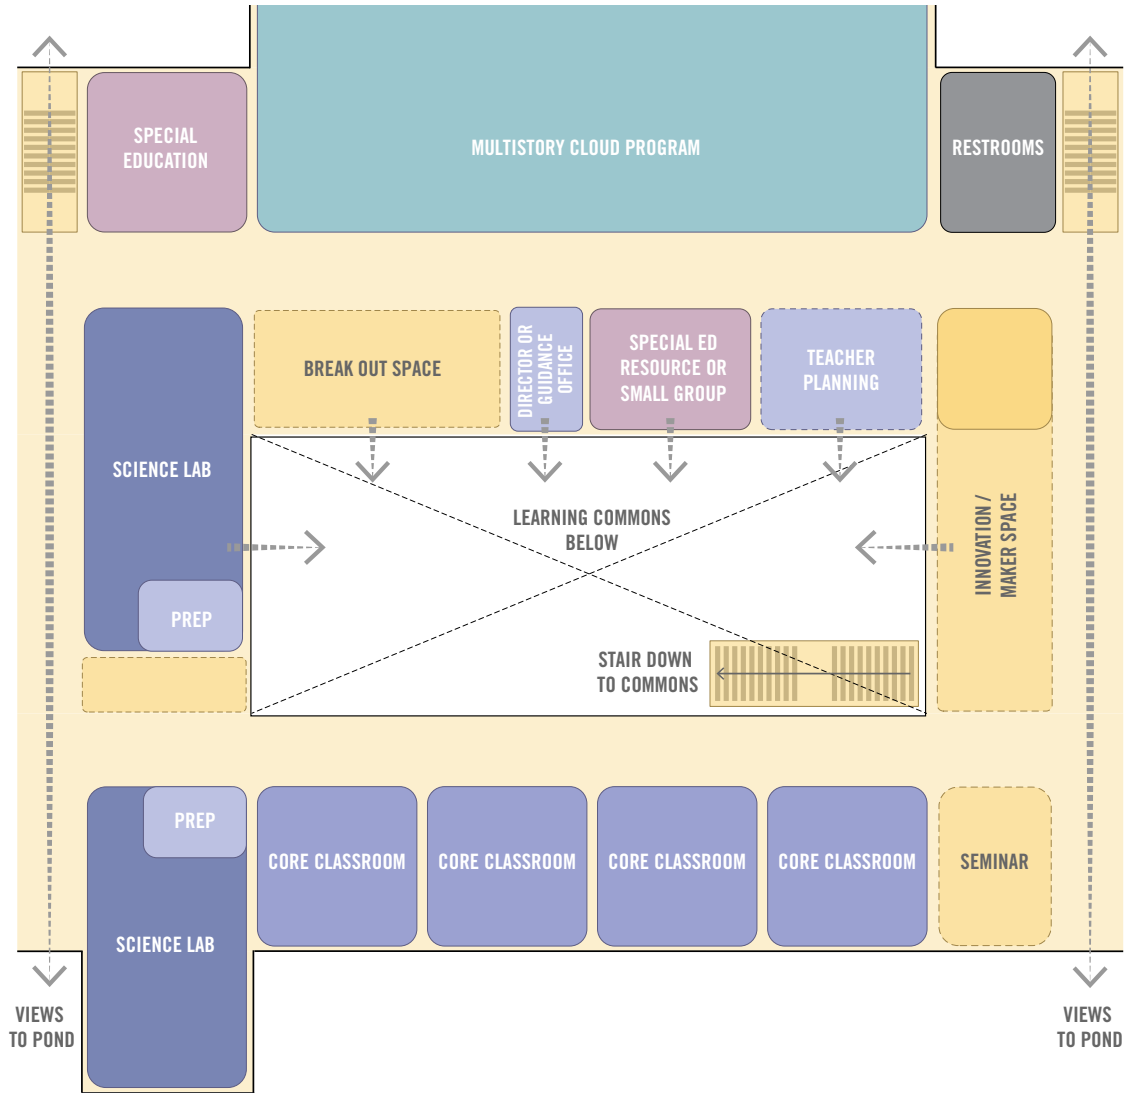 SPECIAL
EDUCATION
MULTISTORY CLOUD PROGRAM
RESTROOMS
BREAK OUT SPACE
DIRECTOR OR
GUIDANCE
OFFICE
SPECIAL ED
RESOURCE OR
SMALL GROUP
TEACHER
PLANNING
SCIENCE LAB
LEARNING COMMONS
BELOW
INNOVATION /
MAKER SPACE
PREP
STAIR DOWN
TO COMMONS
PREP
CORE CLASSROOM
CORE CLASSROOM
CORE CLASSROOM
CORE CLASSROOM
SEMINAR
SCIENCE LAB
VIEWS
TO POND
VIEWS
TO POND